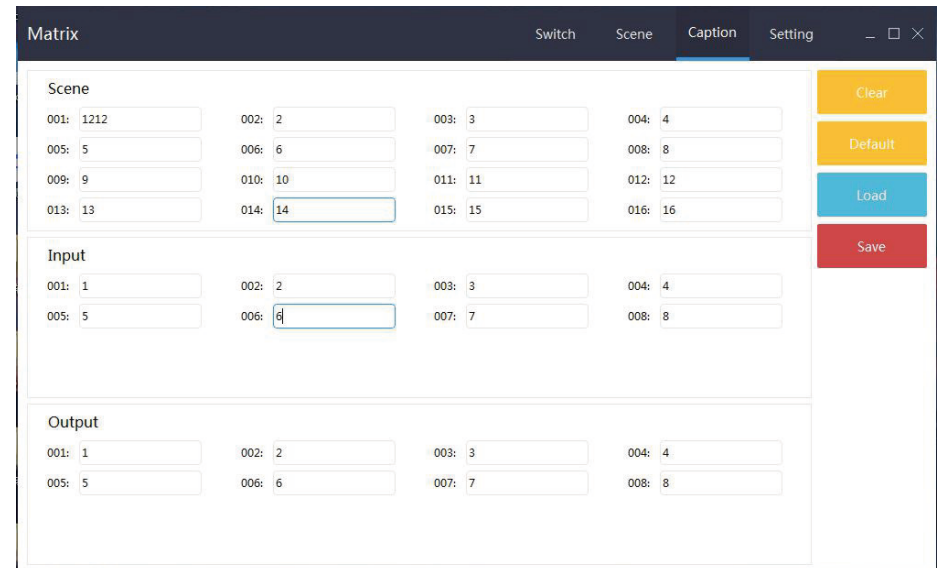 Matrix Switch Scene Caption Setting
Scene
Clear
001: 1212 002: 2 003: 3 004: 4
005: 5 006: 6 007: 7 008: 8
Default
009: 9 010: 10 011: 11 012: 12
Load
013: 13 014: 14 015: 15 016: 16
Save
Input
001: 1 002: 2 003: 3 004: 4
005: 5 006: 6 007: 7 008: 8
Output
001: 1 002: 2 003: 3 004: 4
005: 5 006: 6 007: 7 008: 8